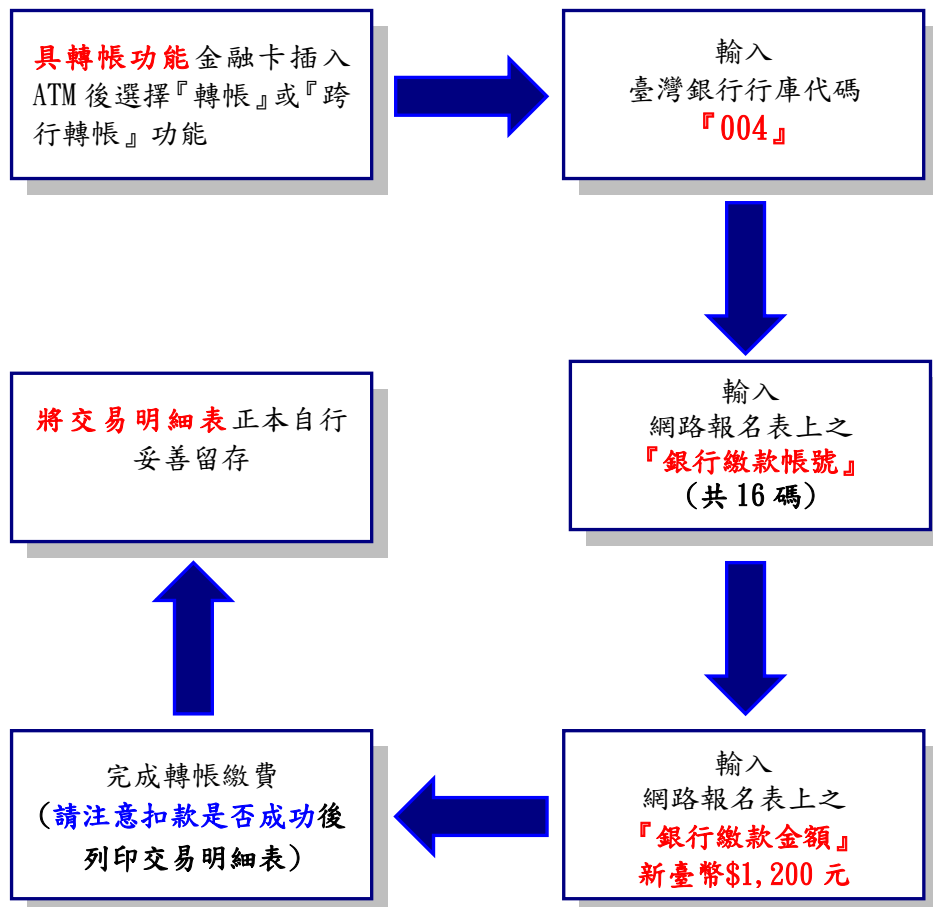 具轉帳功能金融卡插入
ATM後選擇『轉帳』或『跨
行轉帳』功能
輸入
臺灣銀行行庫代碼
『004』
輸入
網路報名表上之
『銀行繳款帳號』
(共16碼)
輸入
網路報名表上之
『銀行繳款金額』
新臺幣$1,200元
完成轉帳繳費
(請注意扣款是否成功後
列印交易明細表)
將交易明細表正本自行
妥善留存